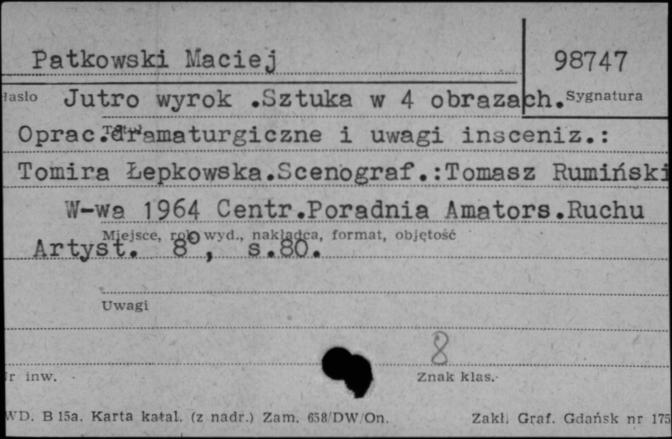 Patkowski Maciej 98747
Hasło Jutro wyrok .Sztuka w 4 obrazach. Sygnatura
Oprac.dramaturgiczne i uwagi insceniz.:
Tomira Łepkowska.Scenograf.:Tomasz Rumiński
W-wa 1964 Centr.Poradnia Amators.Ruchu
Miejsce, rok wyd., nakładca, format, objętość
Artyst. 8°, s.80.
Uwagi
8
Nr inw. Znak klas.
WD. B 15a. Karta katal. (z nadr.) Zam. 658/DW/On. Zakł. Graf. Gdańsk nr 175